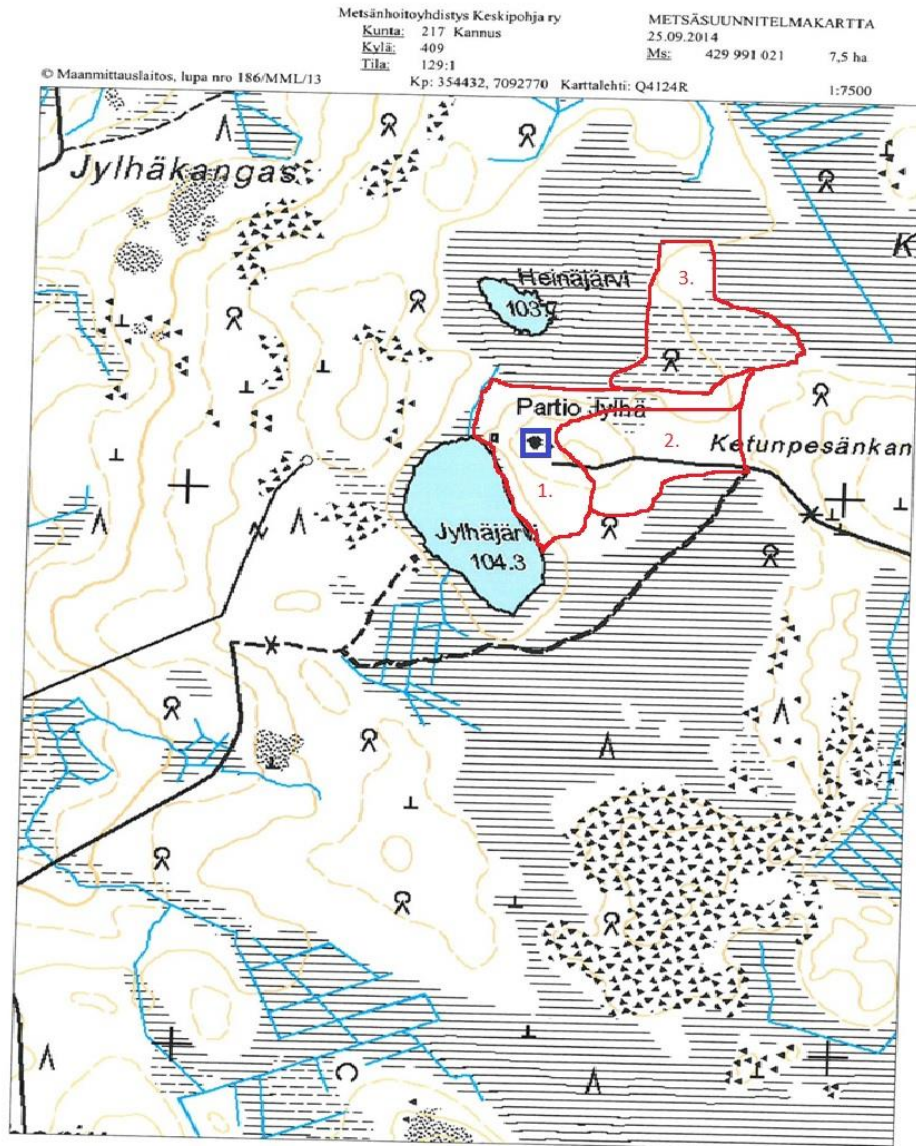 Metsänhoitoyhdistys Keskipohja ry
Kunta: 217 Kannus
Kylä: 409
Tila: 129:1
METSÄSUUNNITELMAKARTTA
25.09.2014
Ms: 429 991 021 7,5 ha
© Maanmittauslaitos, lupa nro 186/MML/13
Kp: 354432, 7092770 Karttalehti: Q4124R
1:7500
Jylhäkangas
K
Heinäjärvi
103.
3.
Partio Jylhä
2.
Ketunpesänkan
1.
Jylhäjärvi
104.3